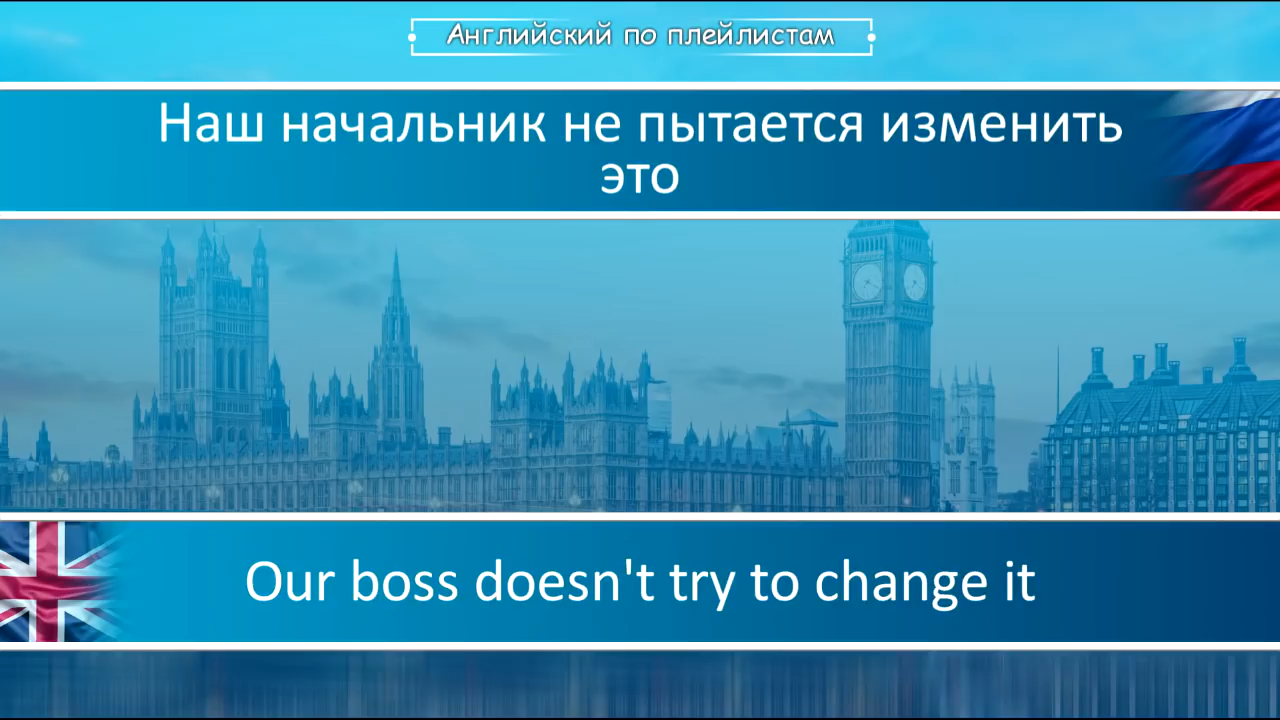 Английский по плейлистам
Наш начальник не пытается изменить
это
Our boss doesn't try to change it